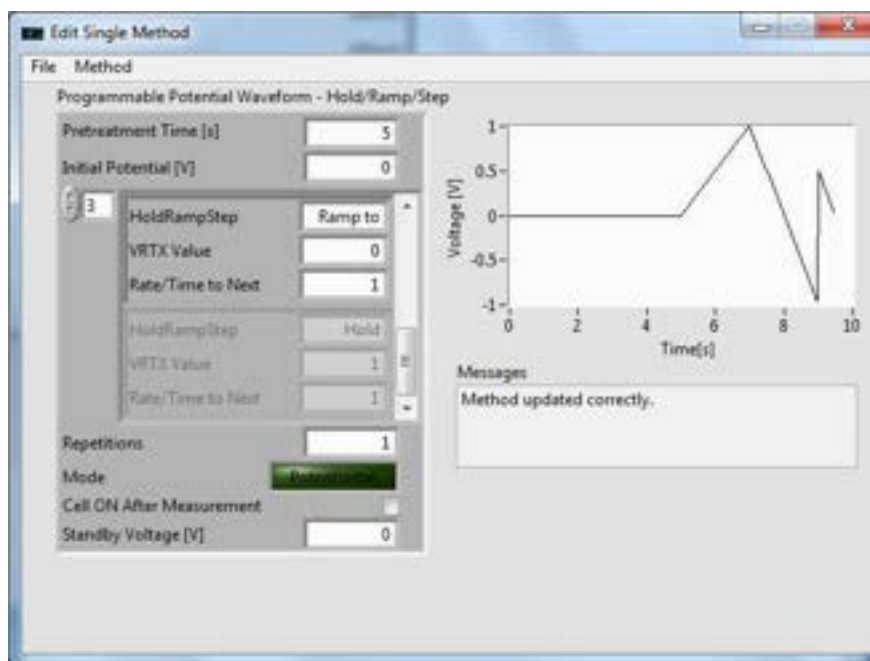 Edit Single Method
File Method
Programmable Potential Waveform - Hold/Ramp/Step
Pretreatment Time [s] 5
Initial Potential [V] 0
3
HoldRampStep Ramp to
VRTX Value 0
Rate/Time to Next 1
HoldRampStep Hold
VRTX Value 1
Rate/Time to Next 1
Repetitions 1
Mode
Cell ON After Measurement
Standby Voltage [V] 0
Voltage [V]
1
0.5
0
-0.5
-1
0 2 4 6 8 10
Time[s]
Messages
Method updated correctly.